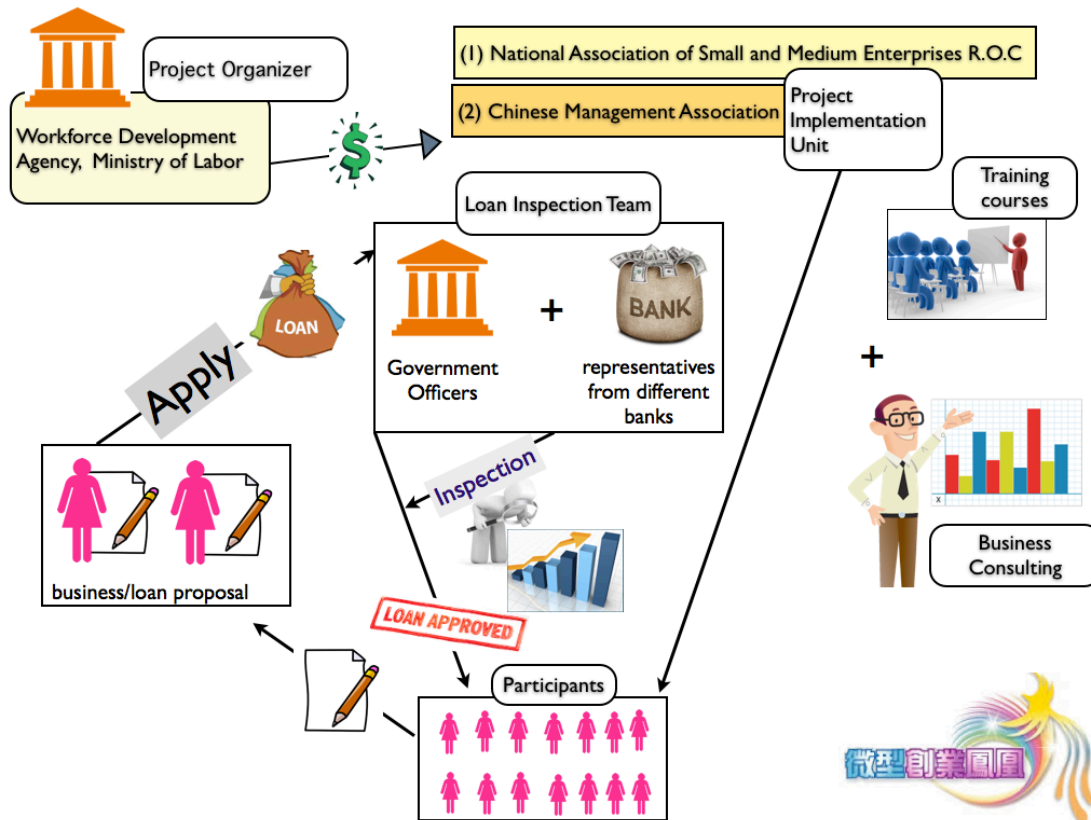 Project Organizer
Workforce Development
Agency, Ministry of Labor
$
(1) National Association of Small and Medium Enterprises R.O.C
(2) Chinese Management Association
Project
Implementation
Unit
Training
courses
Loan Inspection Team
LOAN
Apply
Government
Officers
+
BANK
representatives
from different
banks
+
X
Business
Consulting
Inspection
business/loan proposal
LOAN APPROVED
Participants
微型創業鳳凰